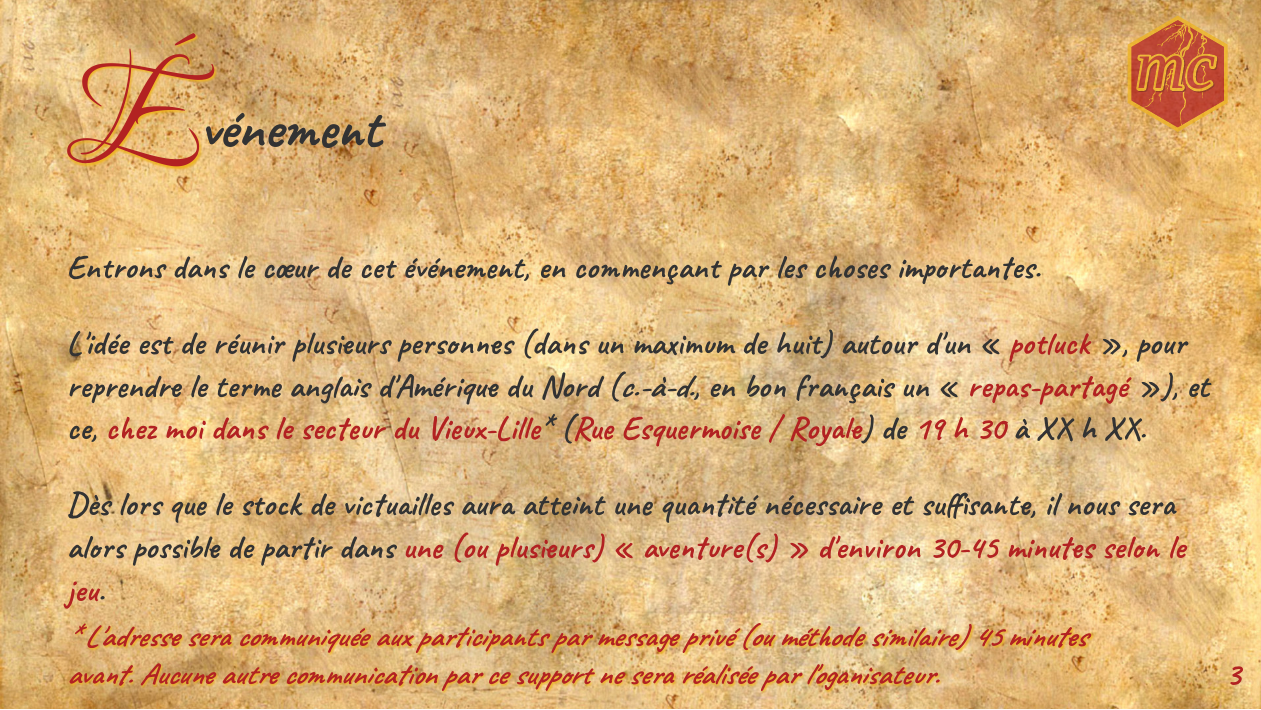 mc
Événement
Entrons dans le cœur de cet événement, en commençant par les choses importantes.
L'idée est de réunir plusieurs personnes (dans un maximum de huit) autour d'un « potluck », pour
reprendre le terme anglais d'Amérique du Nord (c.-à-d., en bon français un « repas-partagé »), et
ce, chez moi dans le secteur du Vieux-Lille* (Rue Esquermoise / Royale) de 19 h 30 à XX h XX.
Dès lors que le stock de victuailles aura atteint une quantité nécessaire et suffisante, il nous sera
alors possible de partir dans une (ou plusieurs) « aventure(s) » d'environ 30-45 minutes selon le
jeu.
* L'adresse sera communiquée aux participants par message privé (ou méthode similaire) 45 minutes
avant. Aucune autre communication par ce support ne sera réalisée par l'oganisateur.
3